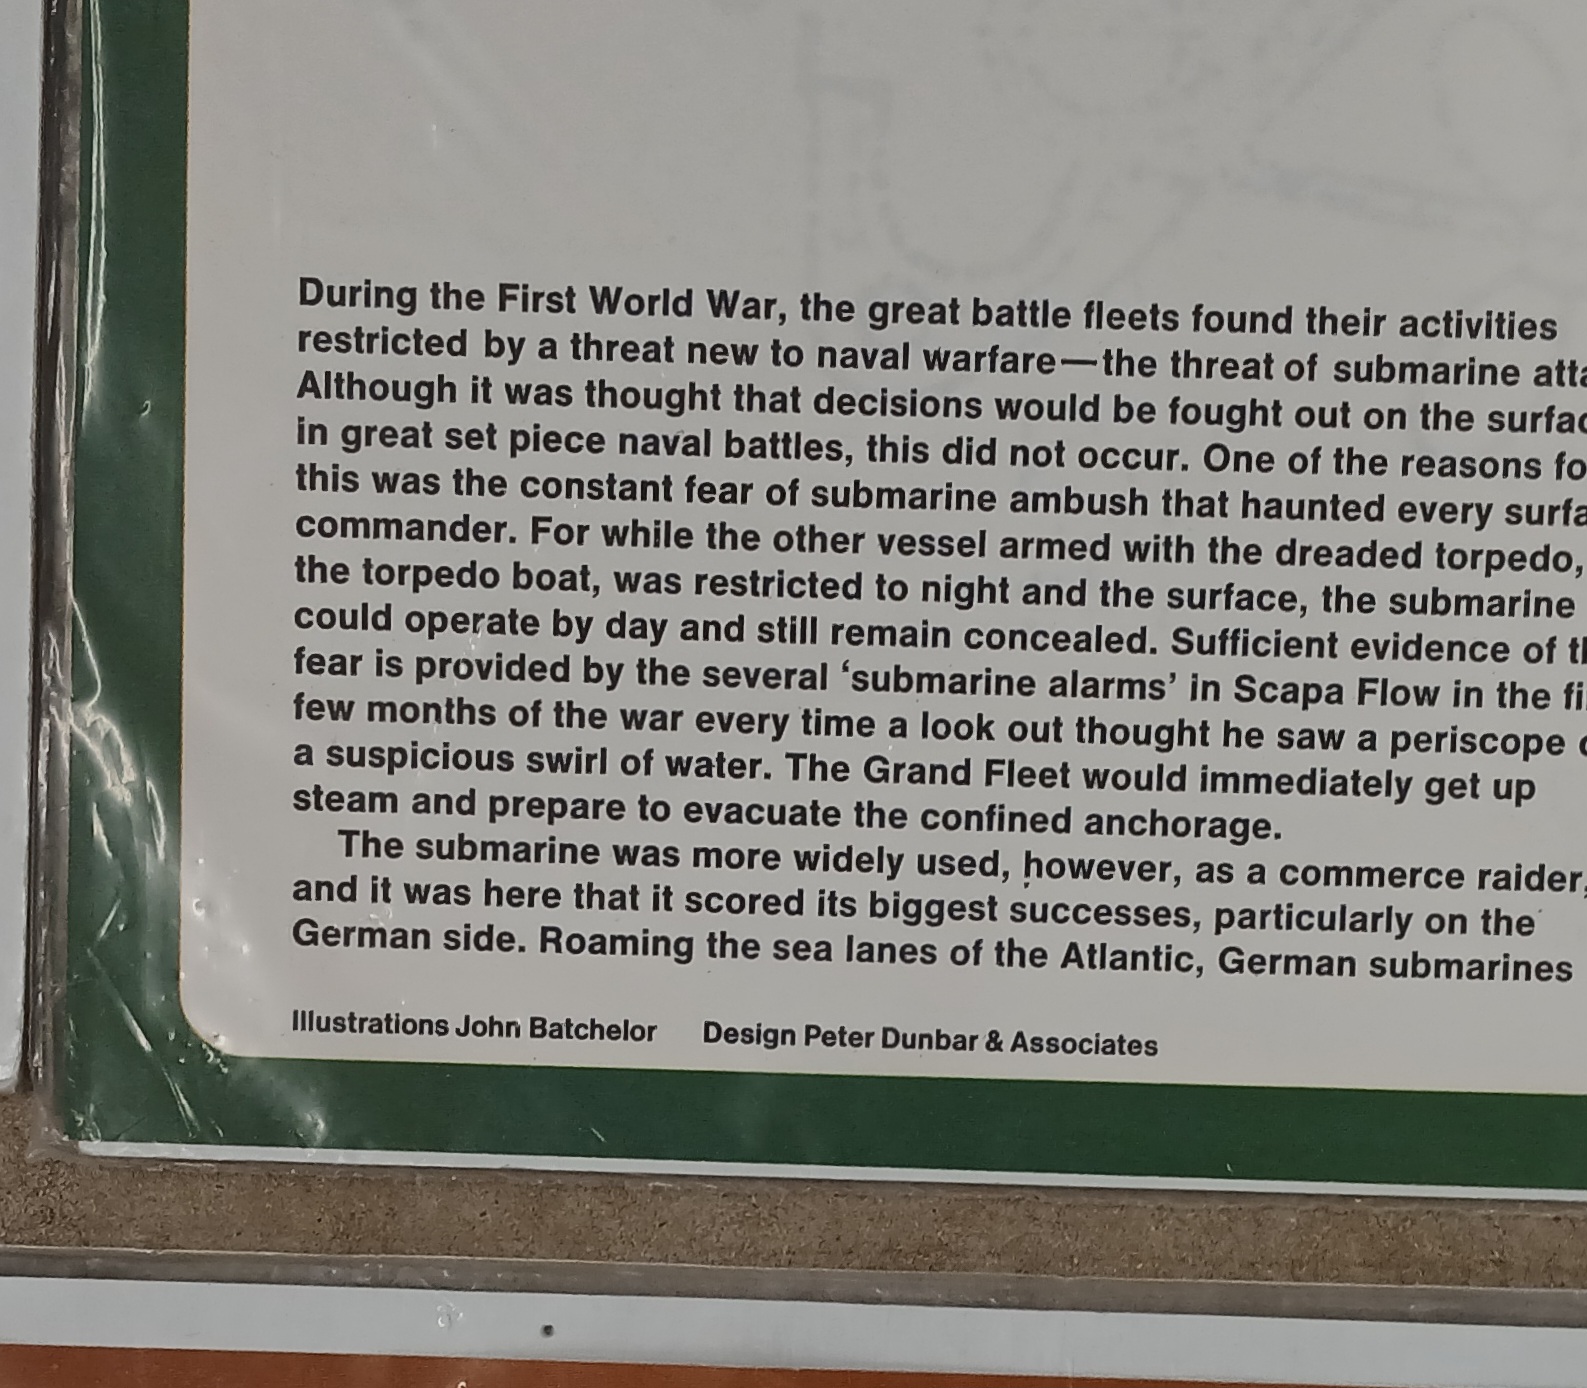 During the First World War, the great battle fleets found their activities
restricted by a threat new to naval warfare—the threat of submarine atta
Although it was thought that decisions would be fought out on the surfac
in great set piece naval battles, this did not occur. One of the reasons fo
this was the constant fear of submarine ambush that haunted every surfa
commander. For while the other vessel armed with the dreaded torpedo,
the torpedo boat, was restricted to night and the surface, the submarine
could operate by day and still remain concealed. Sufficient evidence of th
fear is provided by the several ‘submarine alarms’ in Scapa Flow in the fi
few months of the war every time a look out thought he saw a periscope
a suspicious swirl of water. The Grand Fleet would immediately get up
steam and prepare to evacuate the confined anchorage.
The submarine was more widely used, however, as a commerce raider,
and it was here that it scored its biggest successes, particularly on the
German side. Roaming the sea lanes of the Atlantic, German submarines
Illustrations John Batchelor Design Peter Dunbar & Associates